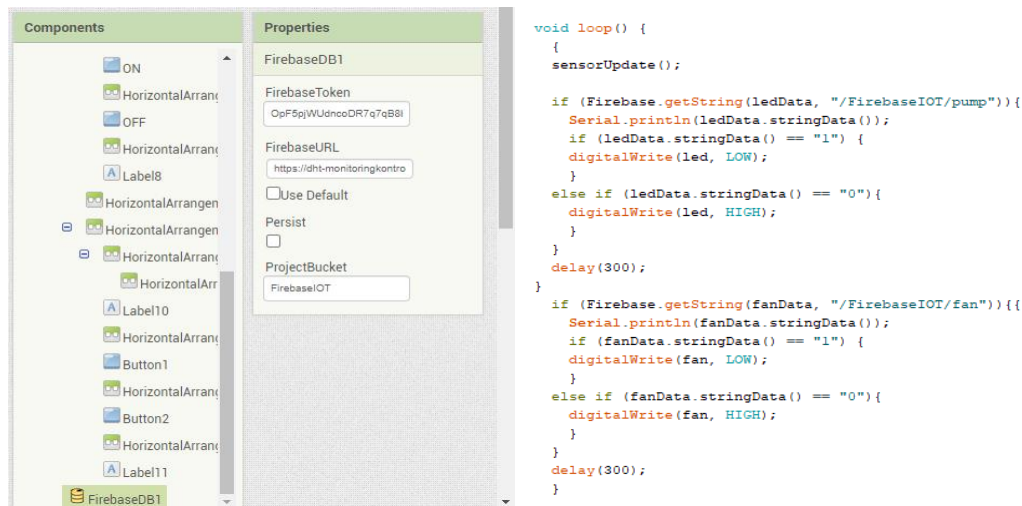 Components
ON
HorizontalArrang
OFF
HorizontalArrang
Label8
HorizontalArrangen
HorizontalArrangen
HorizontalArrang
HorizontalArr
Label10
HorizontalArrang
Button1
HorizontalArrang
Button2
HorizontalArrang
Label11
FirebaseDB1
Properties
FirebaseDB1
FirebaseToken
OpF5pjWUdncoDR7q7qB8I
FirebaseURL
https://dht-monitoringkontro
Use Default
Persist
ProjectBucket
FirebaseIOT
void loop() {
{
sensorUpdate();
if (Firebase.getString(ledData, "/FirebaseIOT/pump")){
Serial.println(ledData.stringData());
if (ledData.stringData() == "1") {
digitalWrite(led, LOW);
}
else if (ledData.stringData() == "0"){
digitalWrite(led, HIGH);
}
}
delay(300);
}
if (Firebase.getString(fanData, "/FirebaseIOT/fan")){{
Serial.println(fanData.stringData());
if (fanData.stringData() == "1") {
digitalWrite(fan, LOW);
}
else if (fanData.stringData() == "0"){
digitalWrite(fan, HIGH);
}
}
delay(300);
}